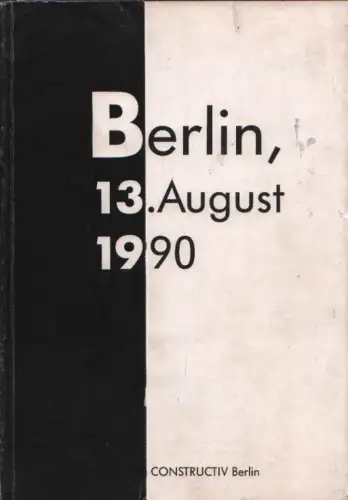 Berlin,
13.August
1990
CONSTRUCTIV Berlin